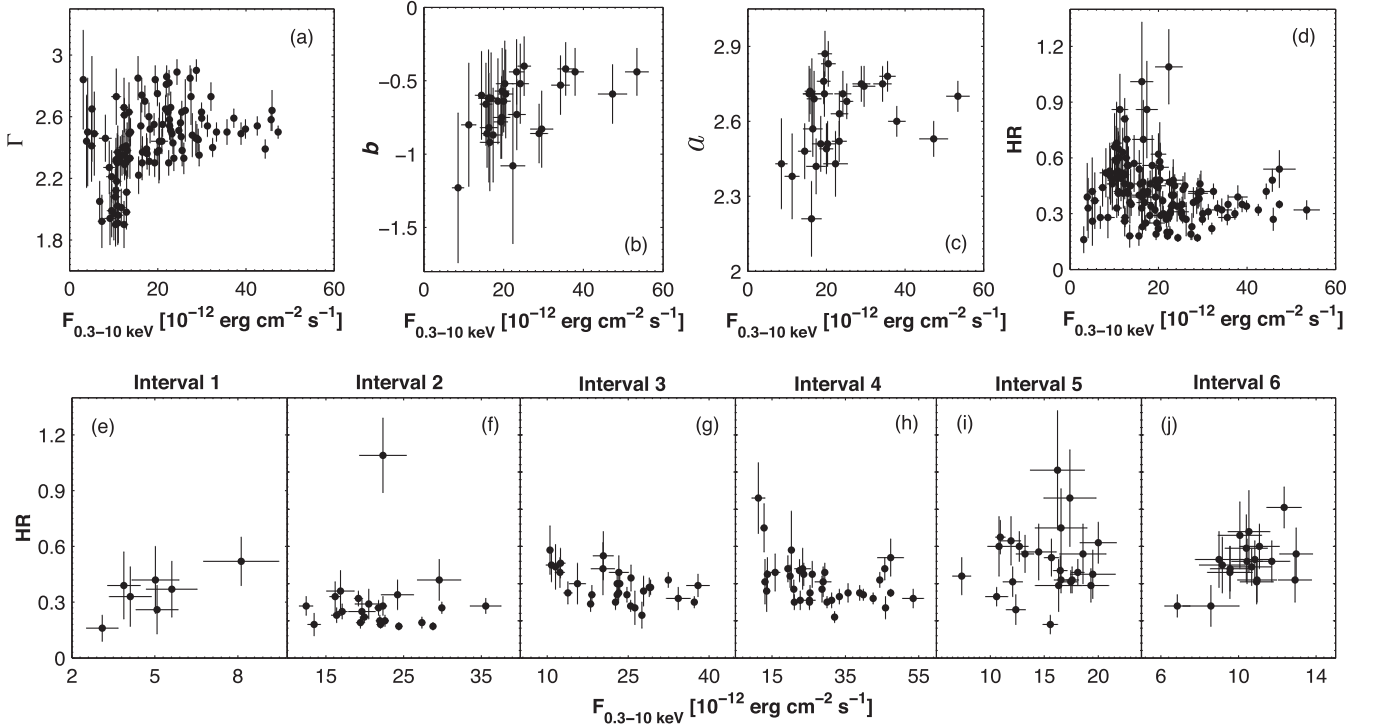 (a)
Γ
3
2.6
2.2
1.8
0 20 40 60
F0.3−10 keV [10−12 erg cm−2 s−1]
(b)
b
0
−0.5
−1
−1.5
0 20 40 60
F0.3−10 keV [10−12 erg cm−2 s−1]
(c)
a
2.9
2.6
2.3
2
0 20 40 60
F0.3−10 keV [10−12 erg cm−2 s−1]
(d)
HR
1.2
0.9
0.6
0.3
0
0 20 40 60
F0.3−10 keV [10−12 erg cm−2 s−1]
Interval 1 Interval 2 Interval 3 Interval 4 Interval 5 Interval 6
(e) (f) (g) (h) (i) (j)
HR
1.2
0.9
0.6
0.3
0
2 5 8 15 25 35 10 25 40 15 35 55 10 15 20 6 10 14
F0.3−10 keV [10−12 erg cm−2 s−1]